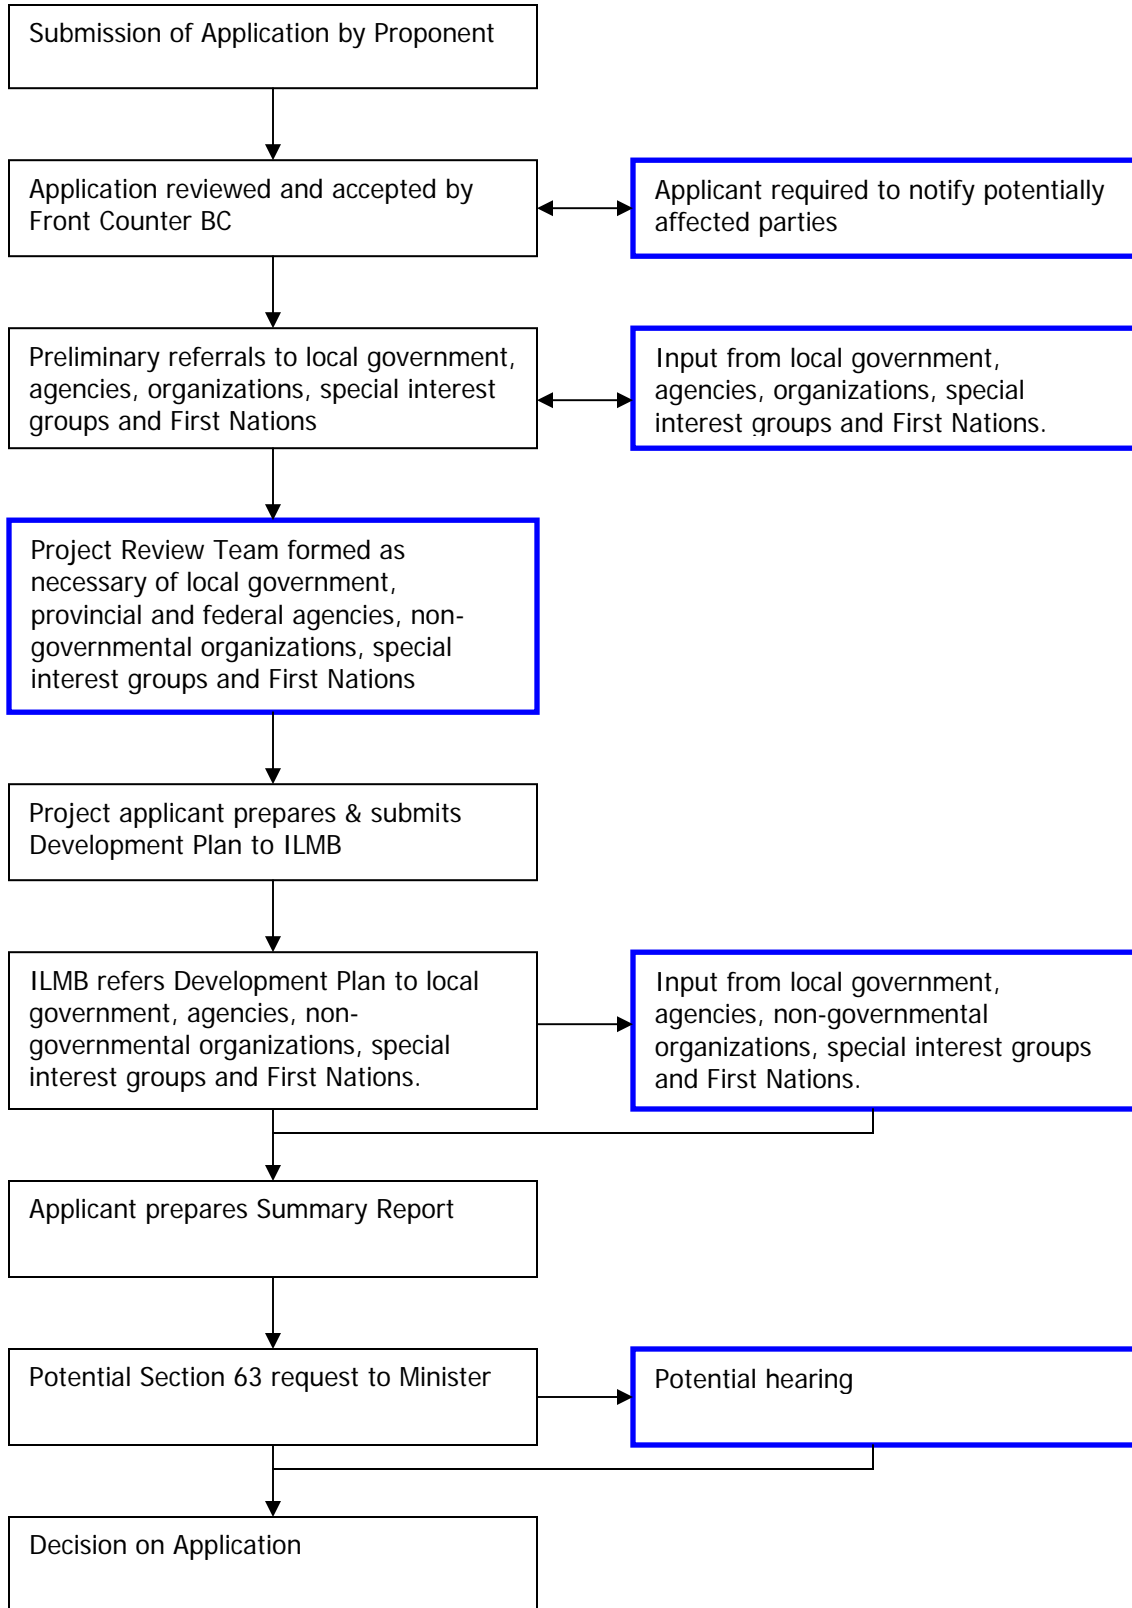 Submission of Application by Proponent
Application reviewed and accepted by
Front Counter BC
Applicant required to notify potentially
affected parties
Preliminary referrals to local government,
agencies, organizations, special interest
groups and First Nations
Input from local government,
agencies, organizations, special
interest groups and First Nations.
Project Review Team formed as
necessary of local government,
provincial and federal agencies, non-
governmental organizations, special
interest groups and First Nations
Project applicant prepares & submits
Development Plan to ILMB
ILMB refers Development Plan to local
government, agencies, non-
governmental organizations, special
interest groups and First Nations.
Input from local government,
agencies, non-governmental
organizations, special interest groups
and First Nations.
Applicant prepares Summary Report
Potential Section 63 request to Minister
Potential hearing
Decision on Application